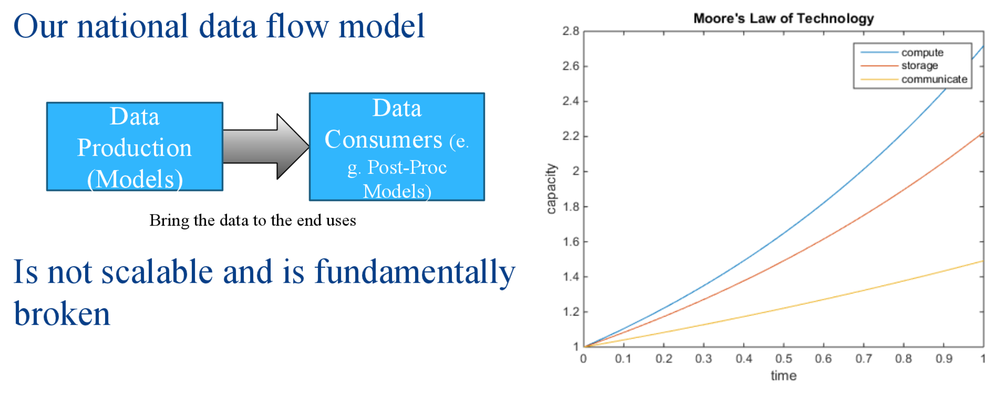 Our national data flow model
Data
Production
(Models)
Data
Consumers (e.
g. Post-Proc
Models)
Bring the data to the end uses
Is not scalable and is fundamentally
broken
Moore's Law of Technology
compute
storage
communicate
capacity
2.8
2.6
2.4
2.2
2
1.8
1.6
1.4
1.2
1
0 0.1 0.2 0.3 0.4 0.5 0.6 0.7 0.8 0.9 1
time